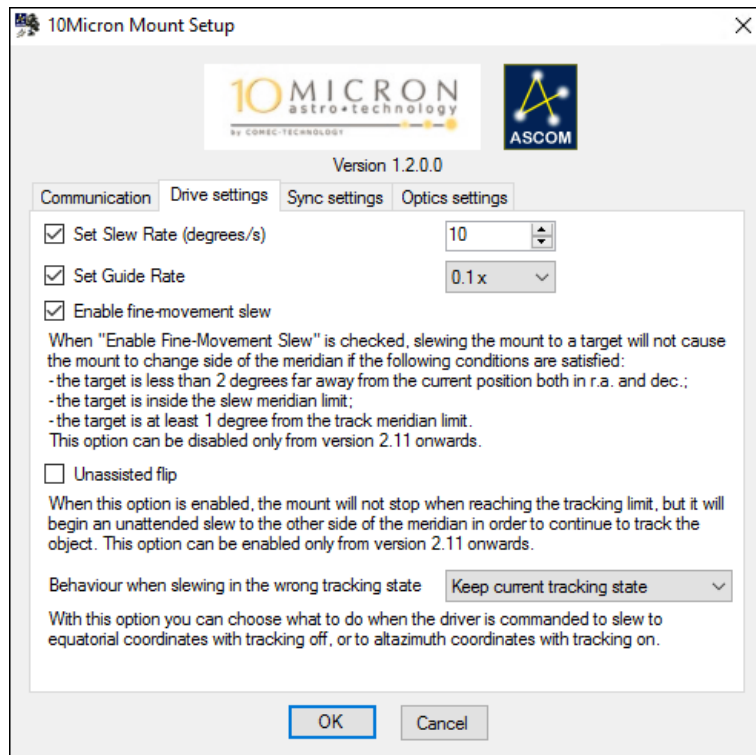 10Micron Mount Setup
10 MICRON
astro•technology
by COMEC-TECHNOLOGY
ASCOM
Version 1.2.0.0
Communication Drive settings Sync settings Optics settings
Set Slew Rate (degrees/s) 10
Set Guide Rate 0.1 x
Enable fine-movement slew
When "Enable Fine-Movement Slew" is checked, slewing the mount to a target will not cause
the mount to change side of the meridian if the following conditions are satisfied:
- the target is less than 2 degrees far away from the current position both in r.a. and dec.;
- the target is inside the slew meridian limit;
- the target is at least 1 degree from the track meridian limit.
This option can be disabled only from version 2.11 onwards.
Unassisted flip
When this option is enabled, the mount will not stop when reaching the tracking limit, but it will
begin an unattended slew to the other side of the meridian in order to continue to track the
object. This option can be enabled only from version 2.11 onwards.
Behaviour when slewing in the wrong tracking state Keep current tracking state
With this option you can choose what to do when the driver is commanded to slew to
equatorial coordinates with tracking off, or to altazimuth coordinates with tracking on.
OK Cancel